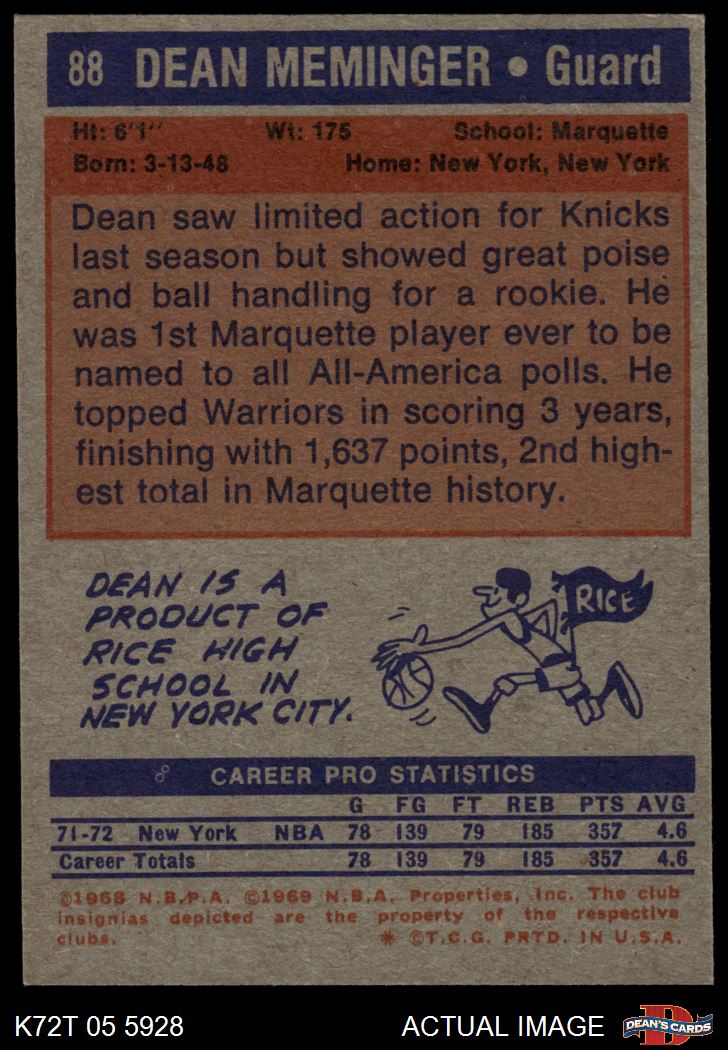 88 DEAN MEMINGER • Guard
Ht: 6'1" Wt: 175 School: Marquette
Born: 3-13-48 Home: New York, New York
Dean saw limited action for Knicks
last season but showed great poise
and ball handling for a rookie. He
was 1st Marquette player ever to be
named to all All-America polls. He
topped Warriors in scoring 3 years,
finishing with 1,637 points, 2nd high-
est total in Marquette history.
DEAN IS A
PRODUCT OF
RICE HIGH
SCHOOL IN
NEW YORK CITY.
RICE
CAREER PRO STATISTICS
G FG FT REB PTS AVG
71-72 New York NBA 78 139 79 185 357 4.6
Career Totals 78 139 79 185 357 4.6
©1968 N.B.P.A. ©1969 N.B.A. Properties, Inc. The club
insignias depicted are the property of the respective
clubs. * ©T.C.G. PRTD. IN U.S.A.
K72T 05 5928 ACTUAL IMAGE
D
DEAN'S CARDS